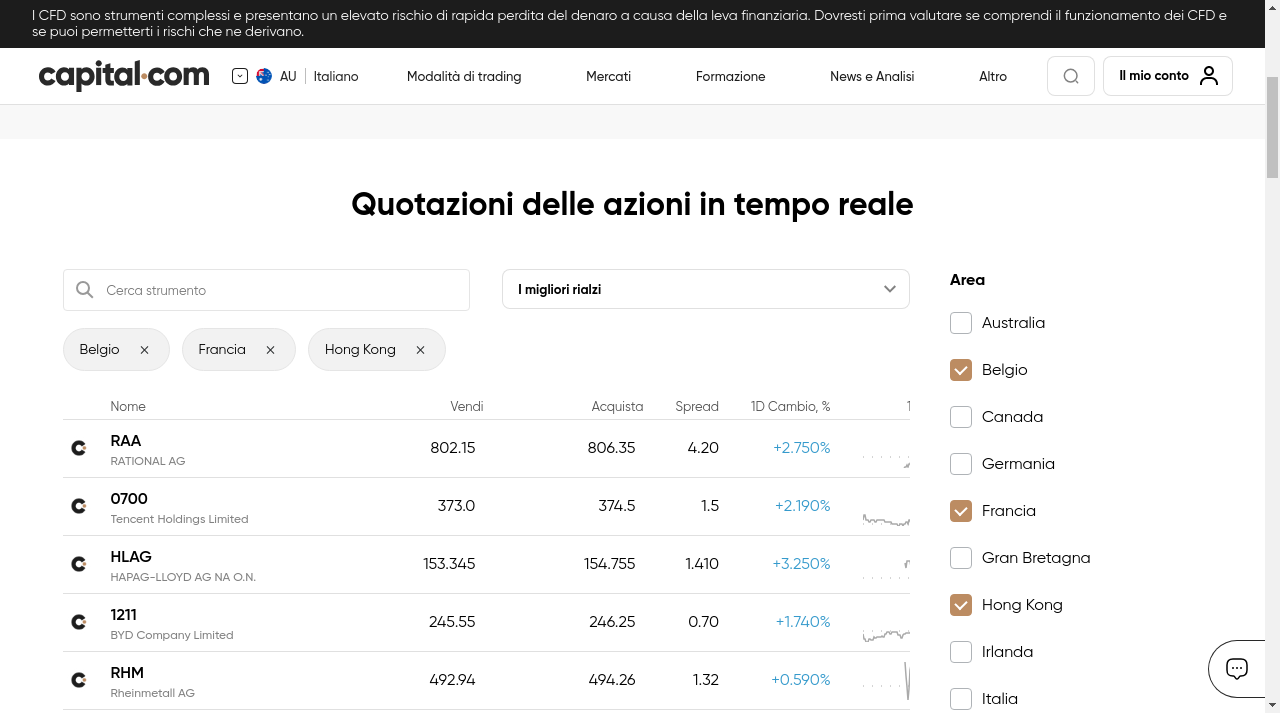 I CFD sono strumenti complessi e presentano un elevato rischio di rapida perdita del denaro a causa della leva finanziaria. Dovresti prima valutare se comprendi il funzionamento dei CFD e
se puoi permetterti i rischi che ne derivano.
capital.com AU Italiano Modalità di trading Mercati Formazione News e Analisi Altro Il mio conto
Quotazioni delle azioni in tempo reale
Cerca strumento I migliori rialzi
Belgio Francia Hong Kong
Nome Vendi Acquista Spread 1D Cambio, % 1
RAA 802.15 806.35 4.20 +2.750%
RATIONAL AG
0700 373.0 374.5 1.5 +2.190%
Tencent Holdings Limited
HLAG 153.345 154.755 1.410 +3.250%
HAPAG-LLOYD AG NA O.N.
1211 245.55 246.25 0.70 +1.740%
BYD Company Limited
RHM 492.94 494.26 1.32 +0.590%
Rheinmetall AG
Area
Australia
Belgio
Canada
Germania
Francia
Gran Bretagna
Hong Kong
Irlanda
Italia